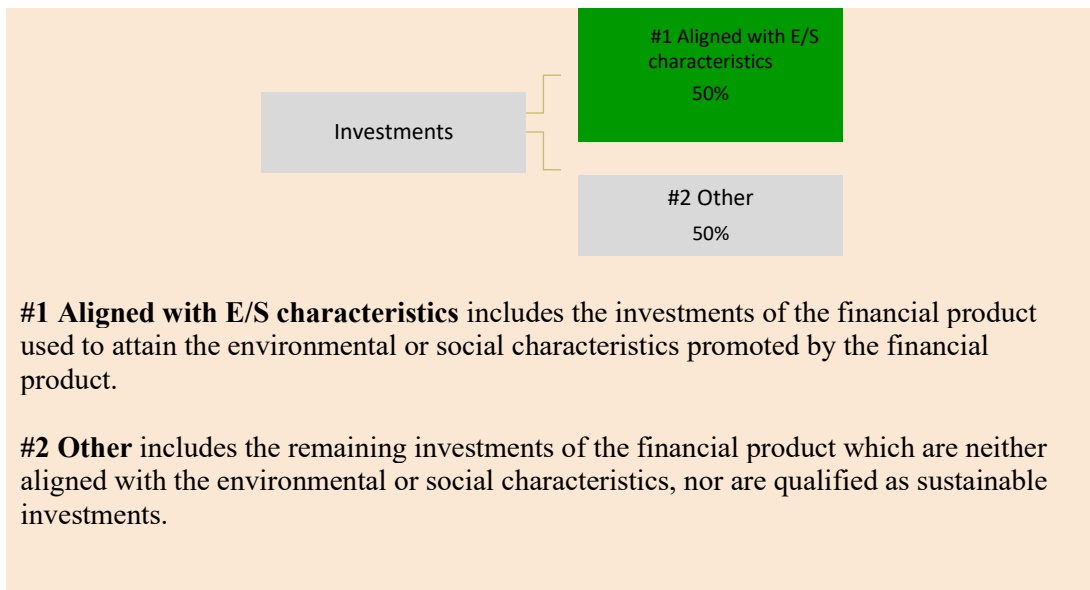 #1 Aligned with E/S
characteristics
50%
Investments
#2 Other
50%
#1 Aligned with E/S characteristics includes the investments of the financial product
used to attain the environmental or social characteristics promoted by the financial
product.
#2 Other includes the remaining investments of the financial product which are neither
aligned with the environmental or social characteristics, nor are qualified as sustainable
investments.